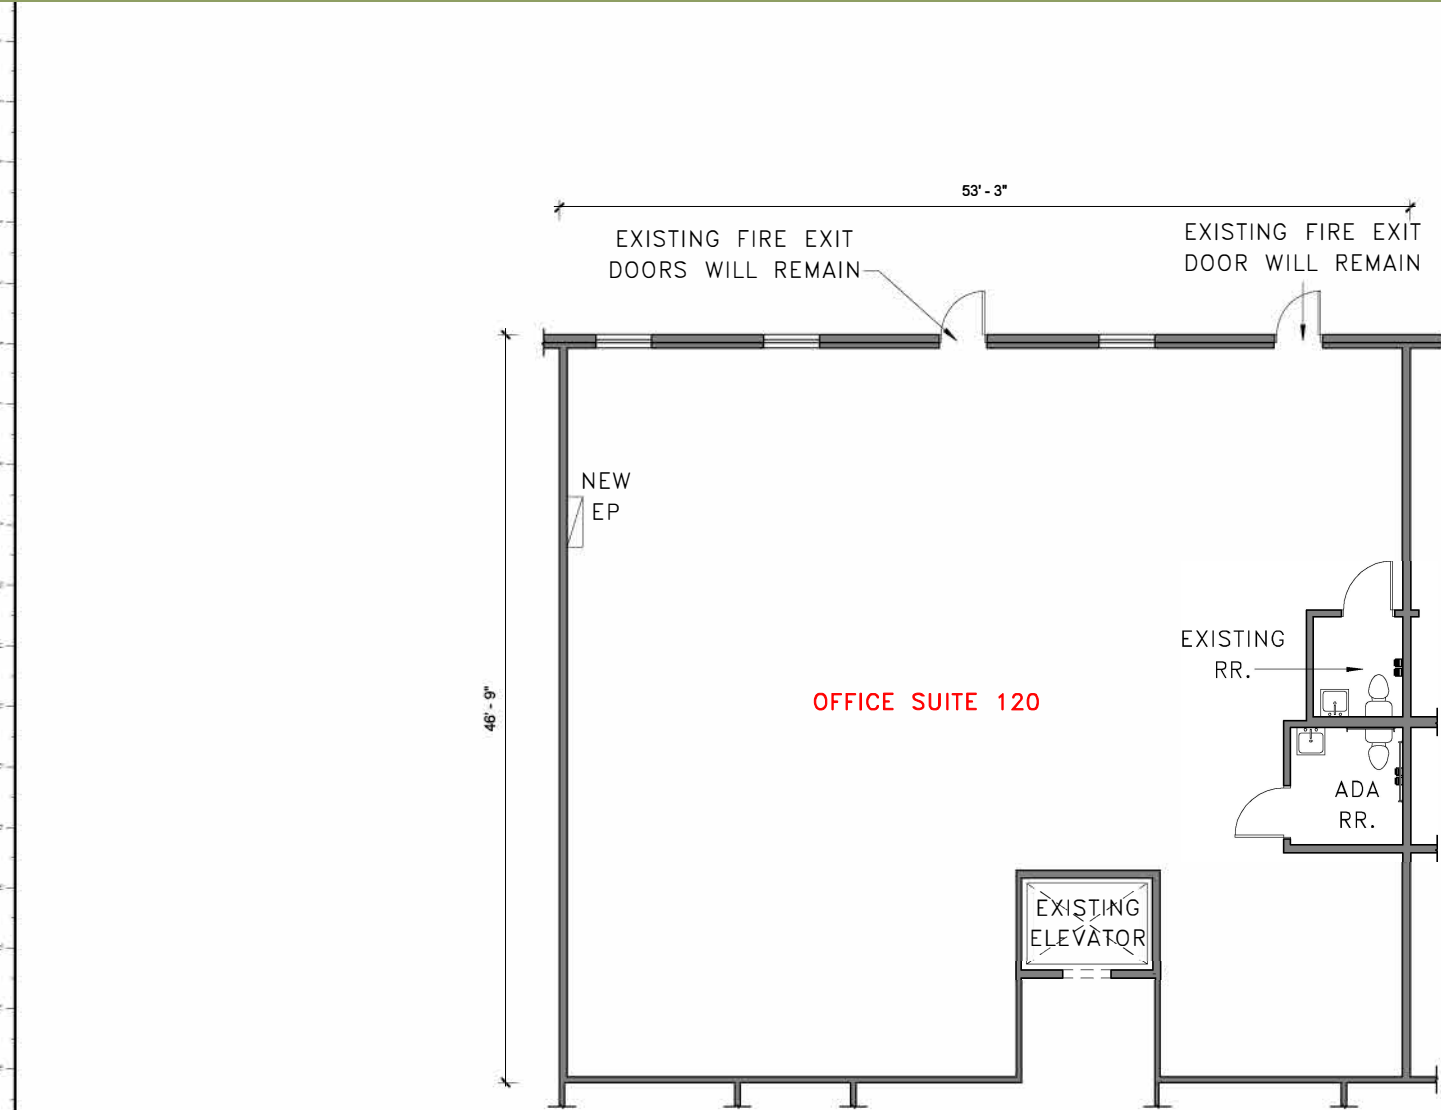 53' - 3"
EXISTING FIRE EXIT
DOORS WILL REMAIN
EXISTING FIRE EXIT
DOOR WILL REMAIN
NEW
EP
46' - 9"
EXISTING
RR.
OFFICE SUITE 120
ADA
RR.
EXISTING
ELEVATOR